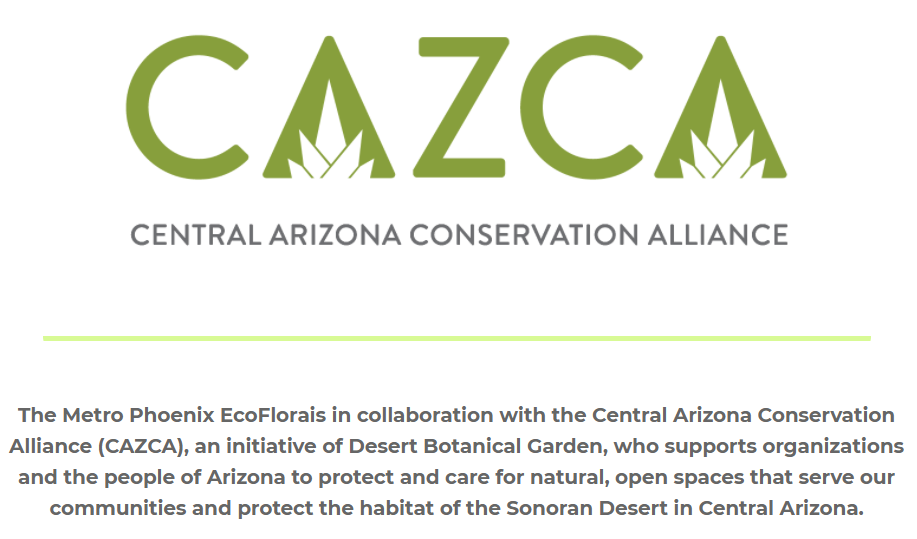 CAZCA
CENTRAL ARIZONA CONSERVATION ALLIANCE
The Metro Phoenix EcoFlorais in collaboration with the Central Arizona Conservation
Alliance (CAZCA), an initiative of Desert Botanical Garden, who supports organizations
and the people of Arizona to protect and care for natural, open spaces that serve our
communities and protect the habitat of the Sonoran Desert in Central Arizona.